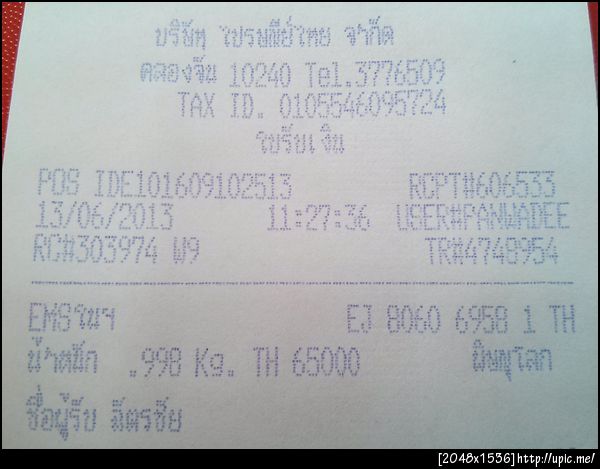 บริษัท ไปรษณีย์ไทย จำกัด
คลองจั่น 10240 Tel.3776509
TAX ID. 0105546095724
ใบรับเงิน
POS IDE101609102513 RCPT#606533
13/06/2013 11:27:36 USER#PANWADEE
RC#303974 W9 TR#4748954
EMSในฯ EJ 8060 6958 1 TH
น้ำหนัก .998 Kg. TH 65000 พิษณุโลก
ชื่อผู้รับ ฉัตรชัย
[2048x1536]http://upic.me/